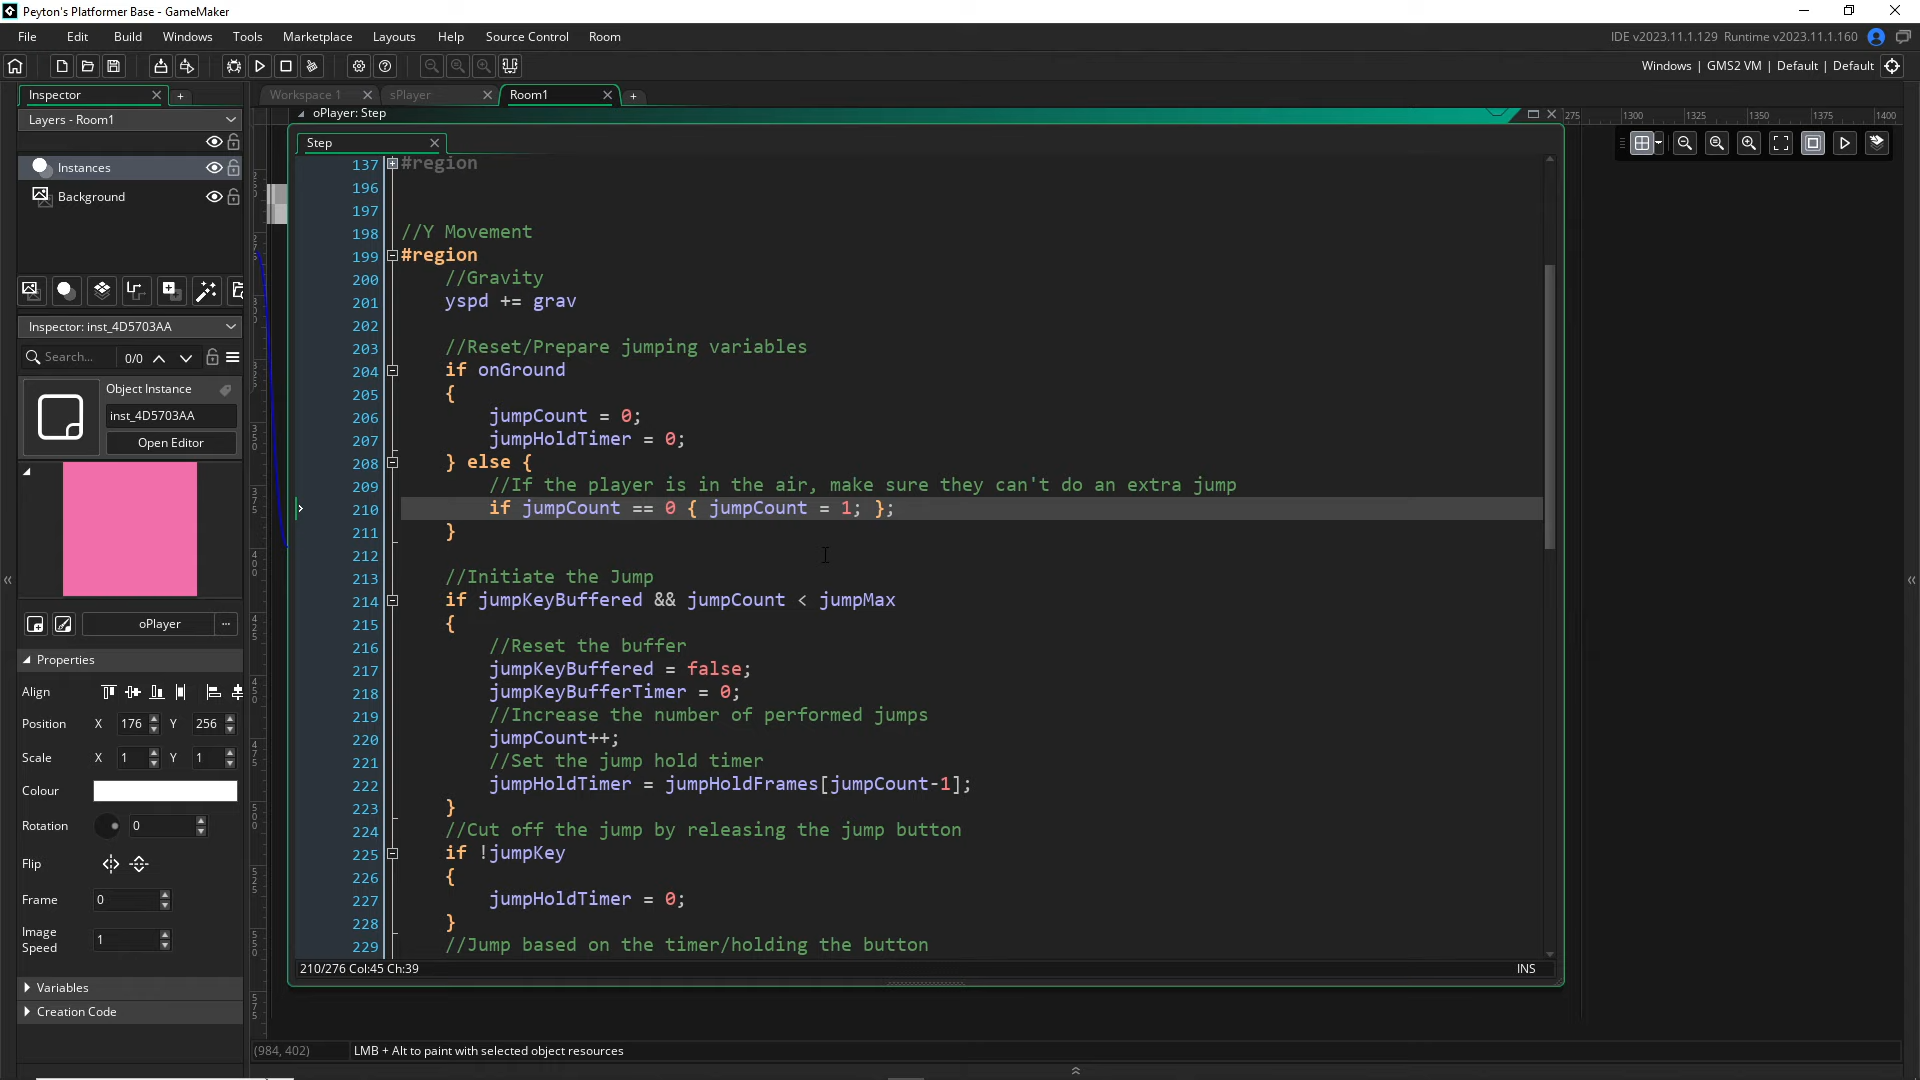 Peyton's Platformer Base - GameMaker
File Edit Build Windows Tools Marketplace Layouts Help Source Control Room
IDE v2023.11.1.129 Runtime v2023.11.1.160
Windows | GMS2 VM | Default | Default
Inspector
Workspace 1 sPlayer Room1
Layers - Room1
oPlayer: Step
275 1300 1325 1350 1375 1400
Step
Instances
Background
Inspector: inst_4D5703AA
Search... 0/0
Object Instance
inst_4D5703AA
Open Editor
oPlayer
Properties
Align
Position X 176 Y 256
Scale X 1 Y 1
Colour
Rotation 0
Flip
Frame 0
Image Speed 1
Variables
Creation Code
137 #region
196
197
198 //Y Movement
199 #region
200 //Gravity
201 yspd += grav
202
203 //Reset/Prepare jumping variables
204 if onGround
205 {
206 jumpCount = 0;
207 jumpHoldTimer = 0;
208 } else {
209 //If the player is in the air, make sure they can't do an extra jump
210 if jumpCount == 0 { jumpCount = 1; };
211 }
212
213 //Initiate the Jump
214 if jumpKeyBuffered && jumpCount < jumpMax
215 {
216 //Reset the buffer
217 jumpKeyBuffered = false;
218 jumpKeyBufferTimer = 0;
219 //Increase the number of performed jumps
220 jumpCount++;
221 //Set the jump hold timer
222 jumpHoldTimer = jumpHoldFrames[jumpCount-1];
223 }
224 //Cut off the jump by releasing the jump button
225 if !jumpKey
226 {
227 jumpHoldTimer = 0;
228 }
229 //Jump based on the timer/holding the button
210/276 Col:45 Ch:39
INS
(984, 402) LMB + Alt to paint with selected object resources